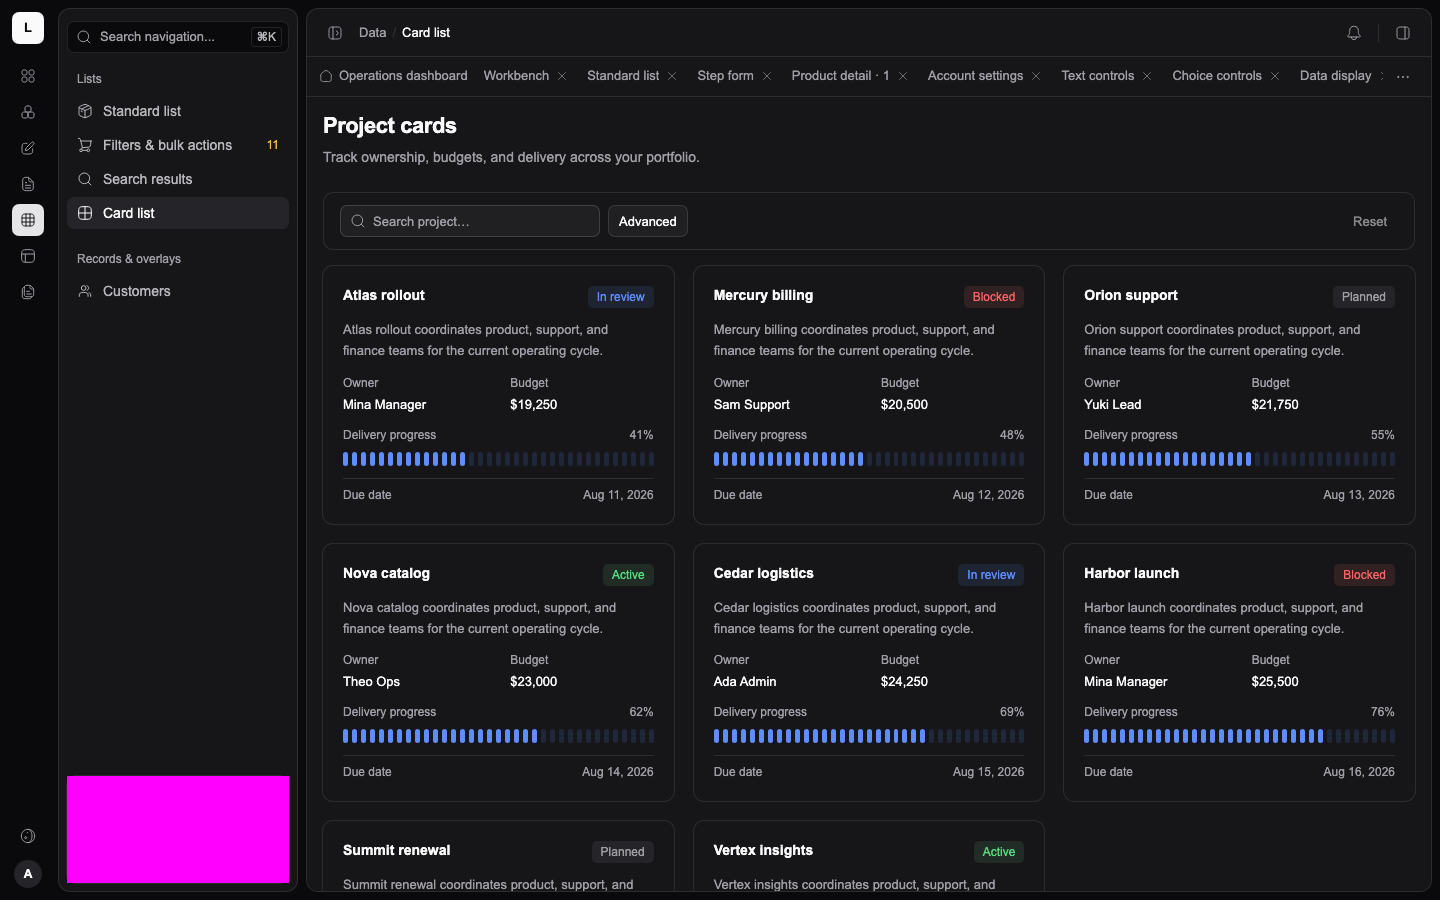 L
Search navigation...
⌘K
Lists
Standard list
Filters & bulk actions
11
Search results
Card list
Records & overlays
Customers
A
Data / Card list
Operations dashboard
Workbench
Standard list
Step form
Product detail · 1
Account settings
Text controls
Choice controls
Data display
Project cards
Track ownership, budgets, and delivery across your portfolio.
Search project...
Advanced
Reset
Atlas rollout
In review
Atlas rollout coordinates product, support, and
finance teams for the current operating cycle.
Owner
Budget
Mina Manager
$19,250
Delivery progress
41%
Due date
Aug 11, 2026
Mercury billing
Blocked
Mercury billing coordinates product, support, and
finance teams for the current operating cycle.
Owner
Budget
Sam Support
$20,500
Delivery progress
48%
Due date
Aug 12, 2026
Orion support
Planned
Orion support coordinates product, support, and
finance teams for the current operating cycle.
Owner
Budget
Yuki Lead
$21,750
Delivery progress
55%
Due date
Aug 13, 2026
Nova catalog
Active
Nova catalog coordinates product, support, and
finance teams for the current operating cycle.
Owner
Budget
Theo Ops
$23,000
Delivery progress
62%
Due date
Aug 14, 2026
Cedar logistics
In review
Cedar logistics coordinates product, support, and
finance teams for the current operating cycle.
Owner
Budget
Ada Admin
$24,250
Delivery progress
69%
Due date
Aug 15, 2026
Harbor launch
Blocked
Harbor launch coordinates product, support, and
finance teams for the current operating cycle.
Owner
Budget
Mina Manager
$25,500
Delivery progress
76%
Due date
Aug 16, 2026
Summit renewal
Planned
Summit renewal coordinates product, support, and
Vertex insights
Active
Vertex insights coordinates product, support, and